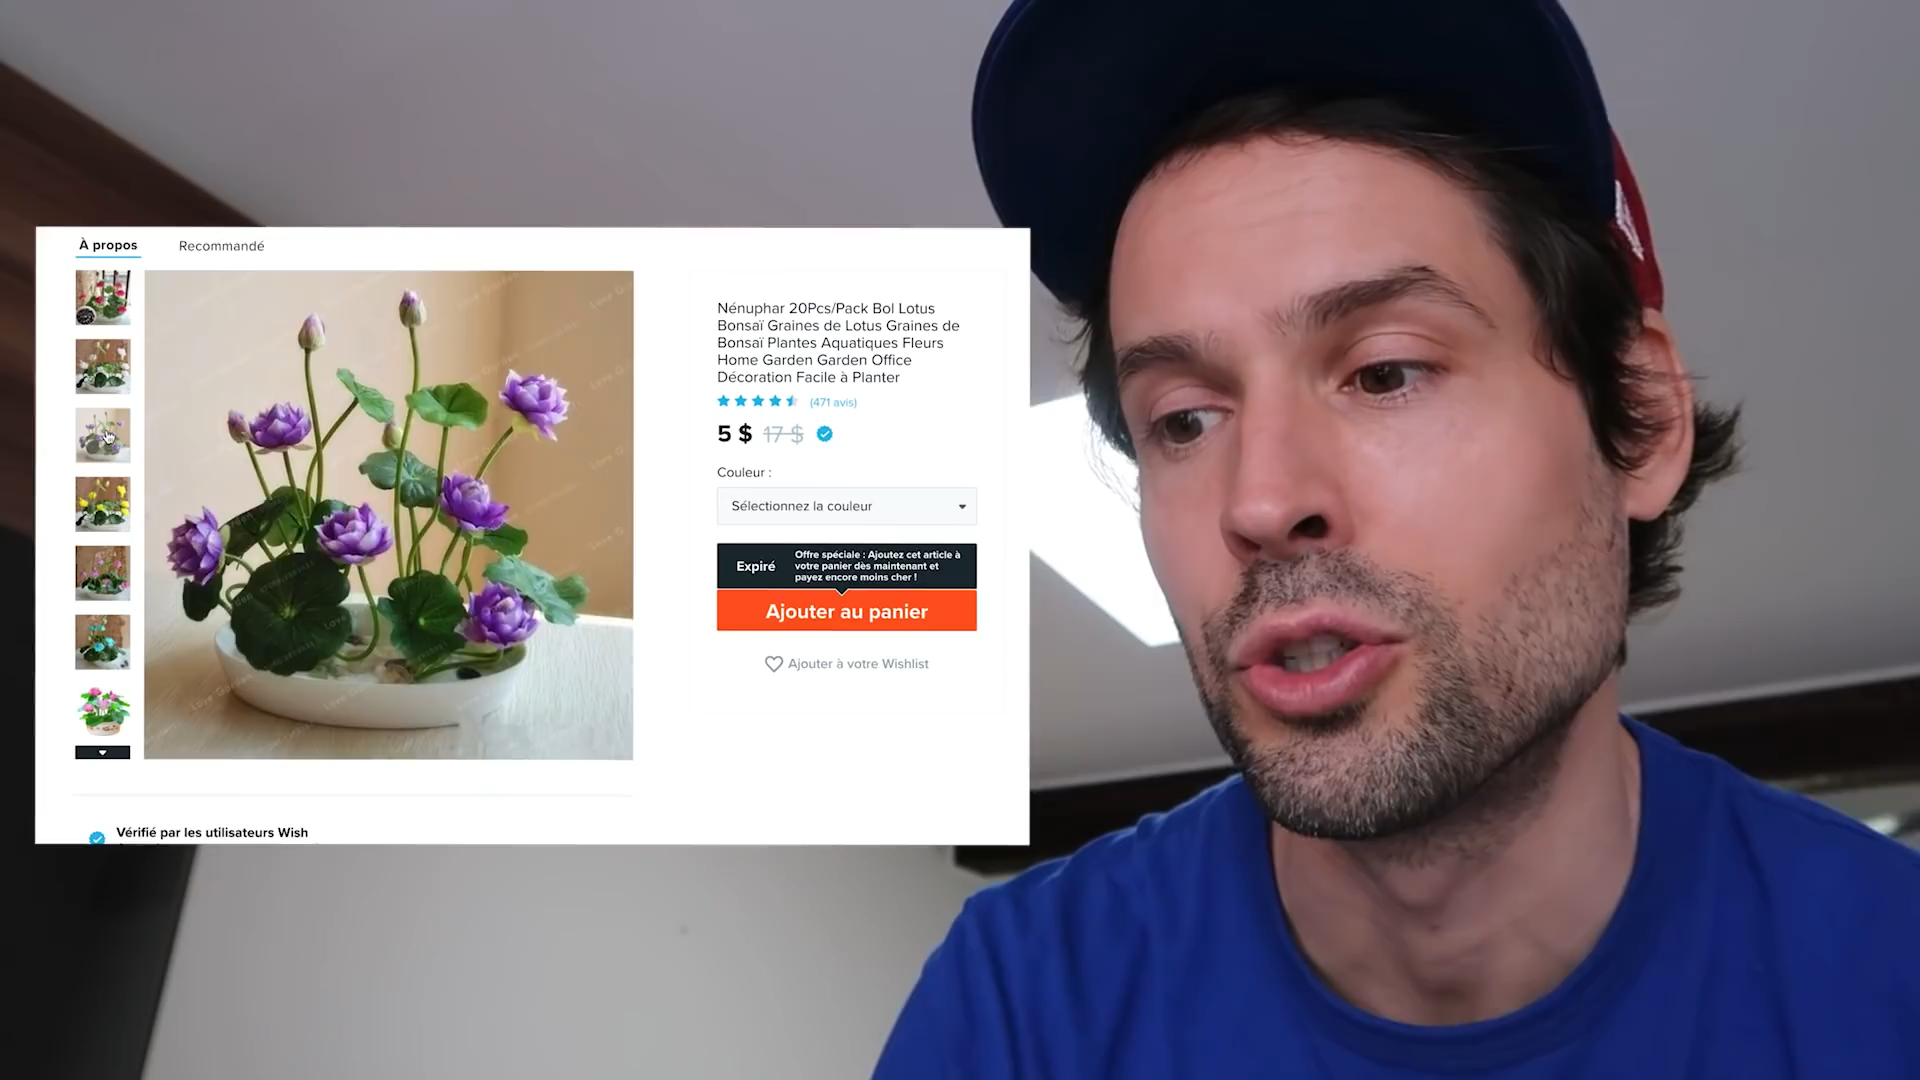 À propos
Recommandé
Nénuphar 20Pcs/Pack Bol Lotus
Bonsaï Graines de Lotus Graines de
Bonsaï Plantes Aquatiques Fleurs
Home Garden Garden Office
Décoration Facile à Planter
(471 avis)
5 $ 17 $
Couleur :
Sélectionnez la couleur
Expiré
Offre spéciale : Ajoutez cet article à
votre panier dès maintenant et
payez encore moins cher !
Ajouter au panier
Ajouter à votre Wishlist
Love Garden
Vérifié par les utilisateurs Wish